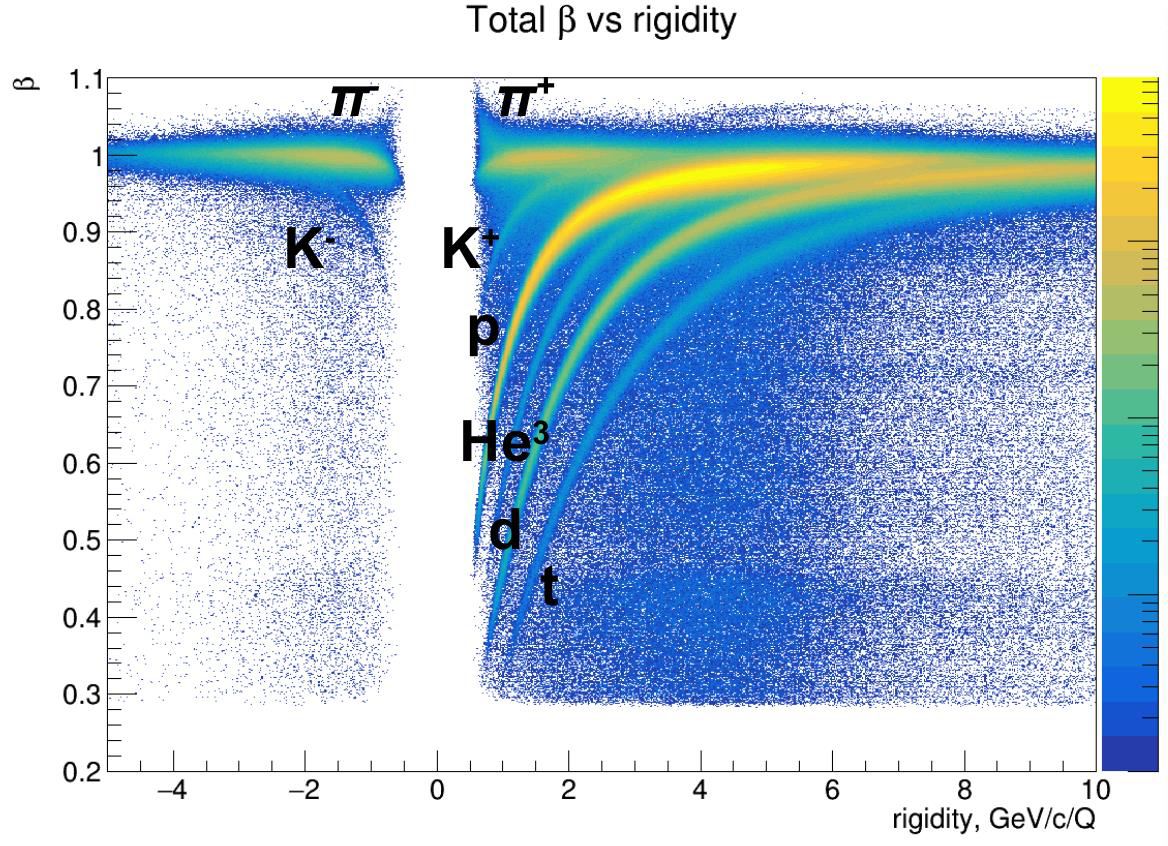 Total β vs rigidity
β
1.1
1
0.9
0.8
0.7
0.6
0.5
0.4
0.3
0.2
π-
π+
K-
K+
p
He3
d
t
−4
−2
0
2
4
6
8
10
rigidity, GeV/c/Q